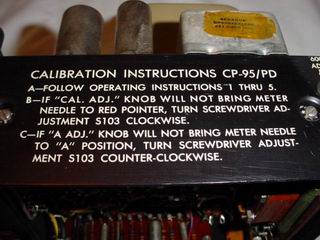 CALIBRATION INSTRUCTIONS CP-95/PD
A—FOLLOW OPERATING INSTRUCTIONS 1 THRU 5.
B—IF "CAL. ADJ." KNOB WILL NOT BRING METER
NEEDLE TO RED POINTER, TURN SCREWDRIVER AD-
JUSTMENT S103 CLOCKWISE.
C—IF "A ADJ." KNOB WILL NOT BRING METER NEEDLE
TO "A" POSITION, TURN SCREWDRIVER ADJUST-
MENT S103 COUNTER-CLOCKWISE.
600
AD